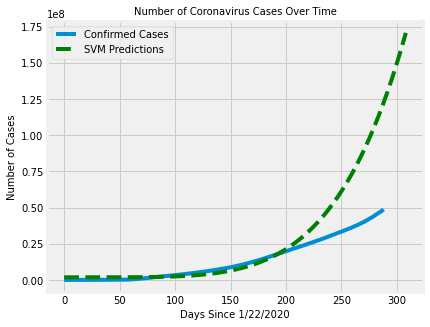 Number of Coronavirus Cases Over Time
1e8
Confirmed Cases
SVM Predictions
1.75
1.50
1.25
1.00
0.75
0.50
0.25
0.00
Number of Cases
0 50 100 150 200 250 300
Days Since 1/22/2020